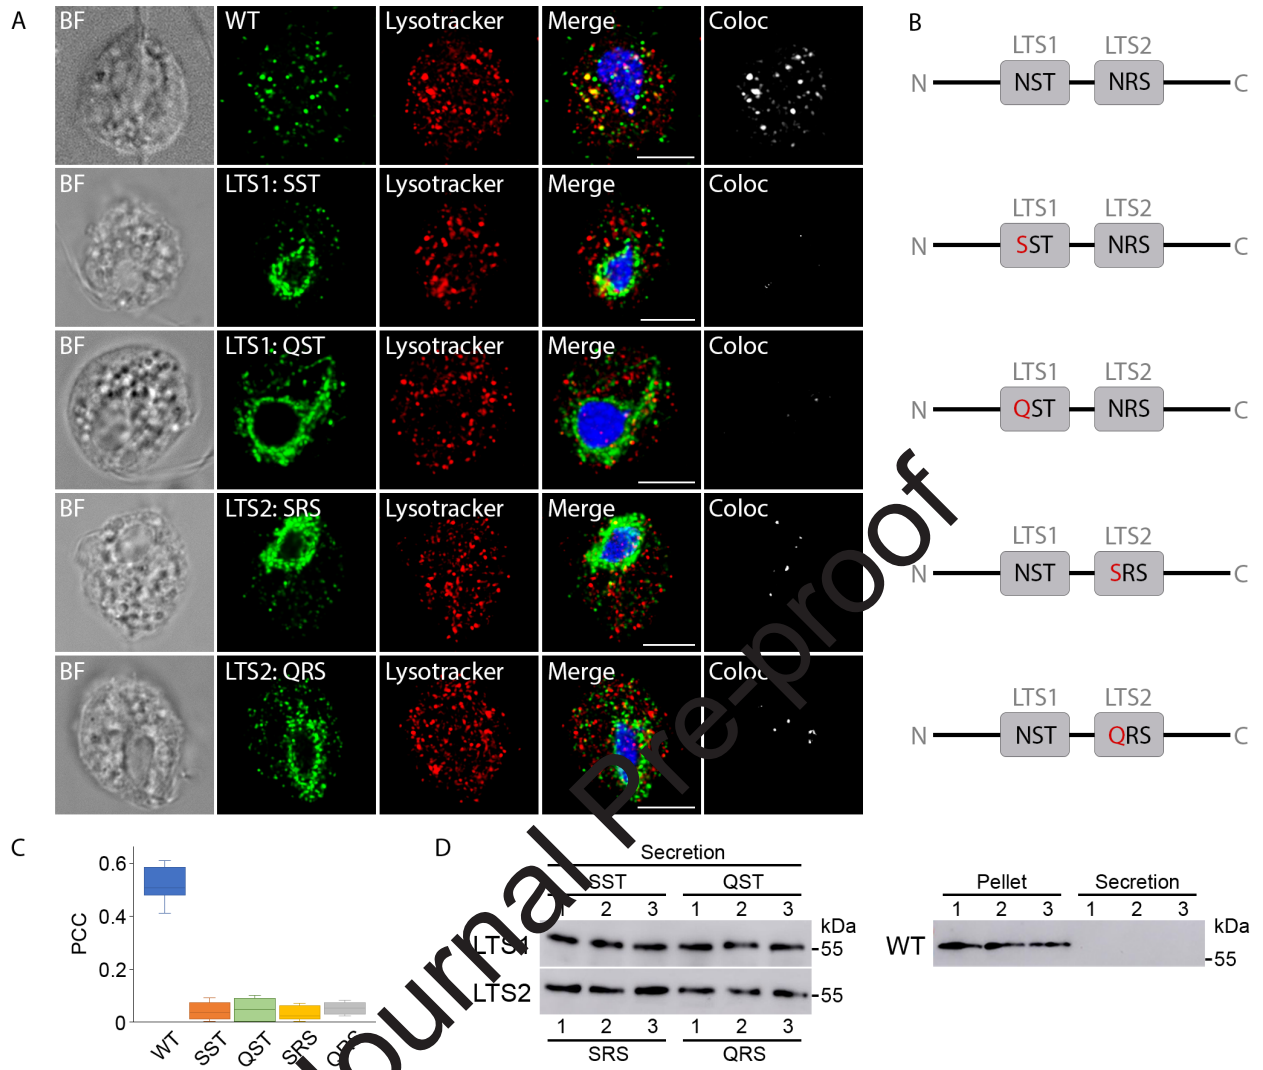 A
BF WT Lysotracker Merge Coloc
BF LTS1: SST Lysotracker Merge Coloc
BF LTS1: QST Lysotracker Merge Coloc
BF LTS2: SRS Lysotracker Merge Coloc
BF LTS2: QRS Lysotracker Merge Coloc
B
LTS1 LTS2
N NST NRS C
LTS1 LTS2
N SST NRS C
LTS1 LTS2
N QST NRS C
LTS1 LTS2
N NST SRS C
LTS1 LTS2
N NST QRS C
C
PCC
0.6
0.4
0.2
0
WT SST QST SRS QRS
D
Secretion
SST QST
1 2 3 1 2 3
kDa
LTS1 -55
LTS2 -55
1 2 3 1 2 3
SRS QRS
Pellet Secretion
1 2 3 1 2 3
kDa
WT -55
Journal Pre-proof